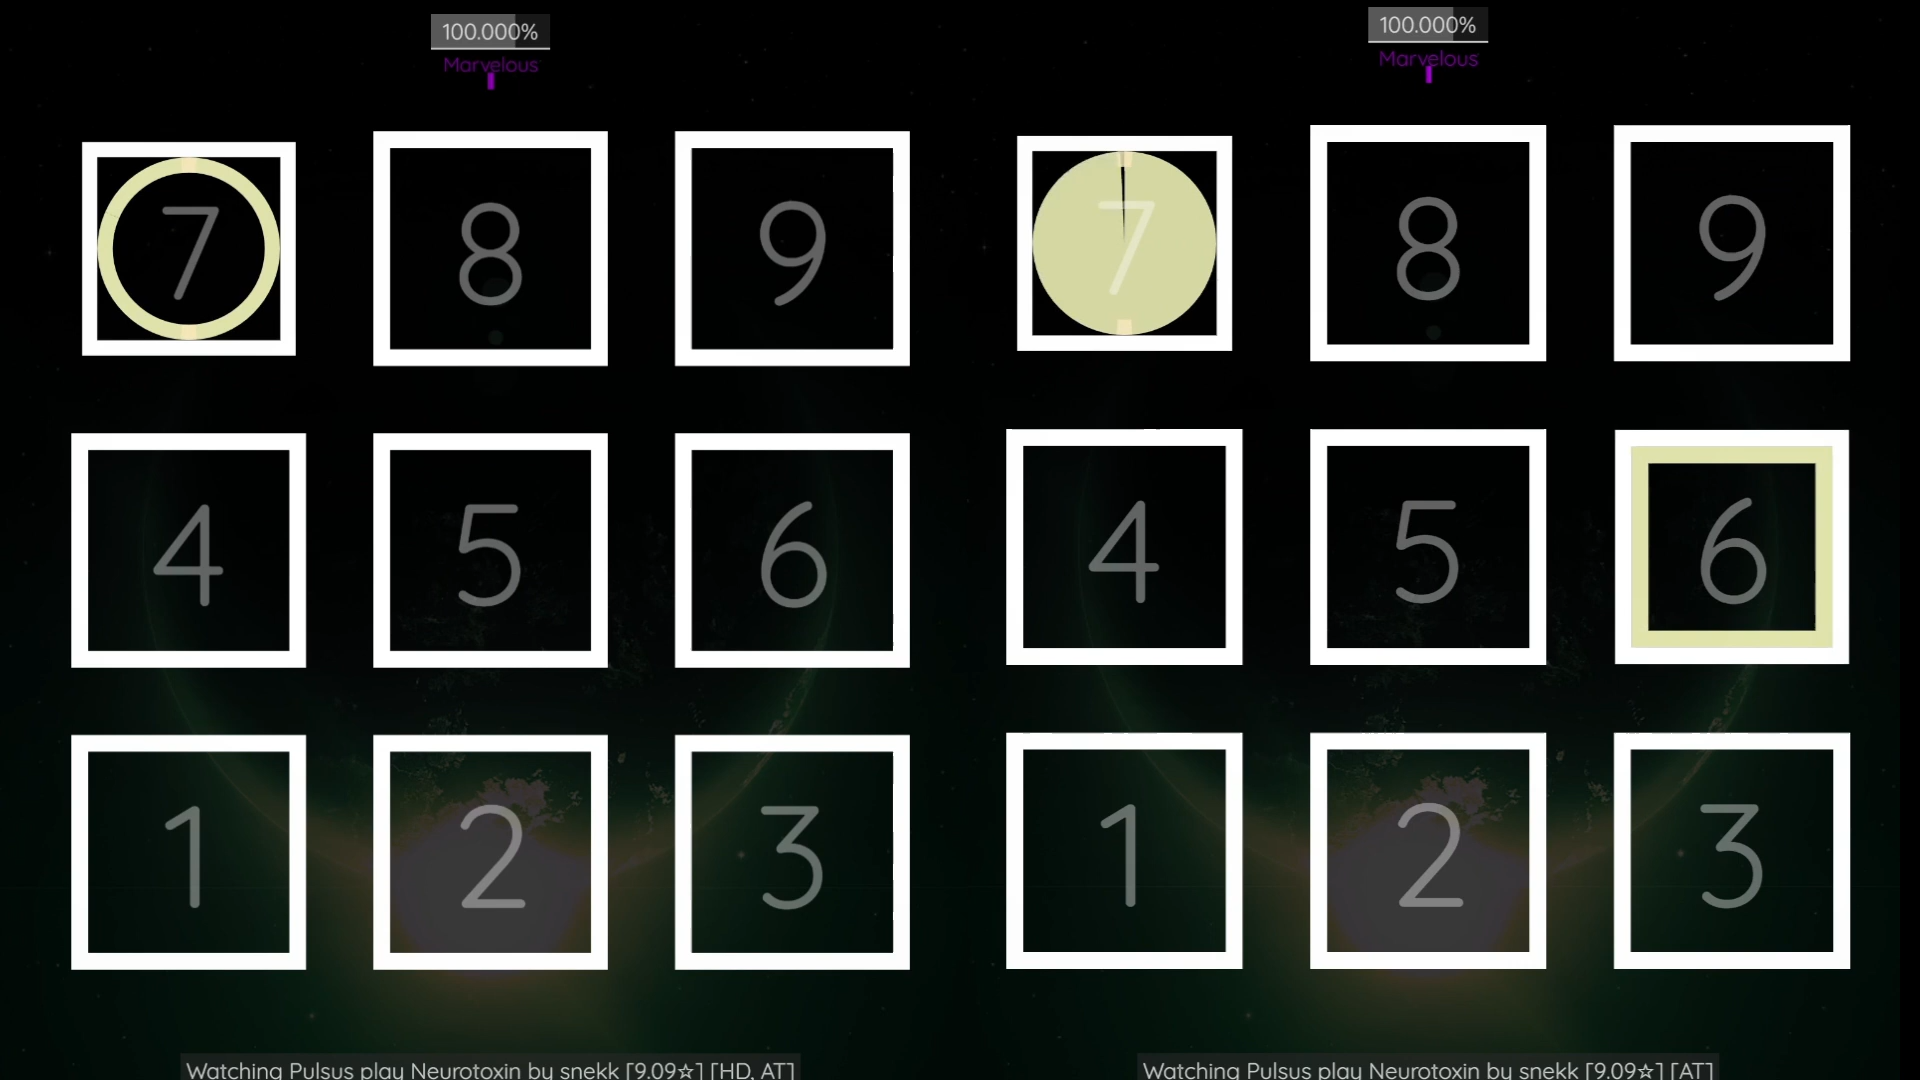 100.000%
Marvelous
7 8 9
4 5 6
1 2 3
Watching Pulsus play Neurotoxin by snekk [9.09☆] [HD, AT]
100.000%
Marvelous
7 8 9
4 5 6
1 2 3
Watching Pulsus play Neurotoxin by snekk [9.09☆] [AT]